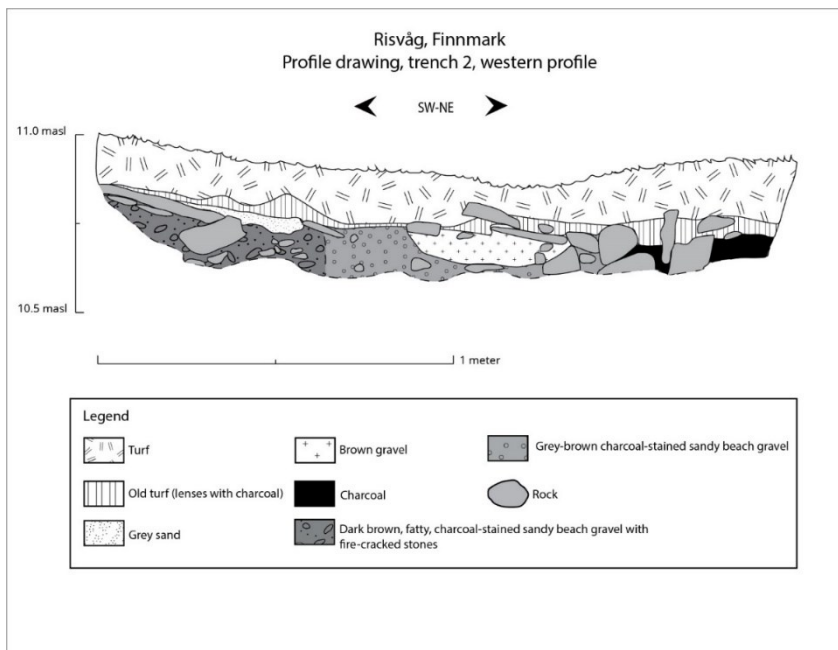 Risvåg, Finnmark
Profile drawing, trench 2, western profile
SW-NE
11.0 masl
10.5 masl
1 meter
Legend
Turf
Brown gravel
Grey-brown charcoal-stained sandy beach gravel
Old turf (lenses with charcoal)
Charcoal
Rock
Grey sand
Dark brown, fatty, charcoal-stained sandy beach gravel with
fire-cracked stones